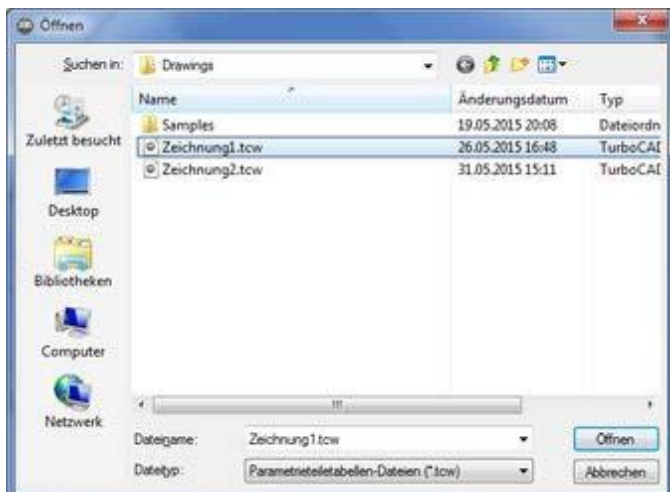 Öffnen
Suchen in: Drawings
Name Änderungsdatum Typ
Samples 19.05.2015 20:08 Dateiordn
Zeichnung1.tcw 26.05.2015 16:48 TurboCAD
Zeichnung2.tcw 31.05.2015 15:11 TurboCAD
Zuletzt besucht
Desktop
Bibliotheken
Computer
Netzwerk
Dateiname: Zeichnung1.tcw Öffnen
Dateityp: Parametrieteiletabellen-Dateien (*.tcw) Abbrechen